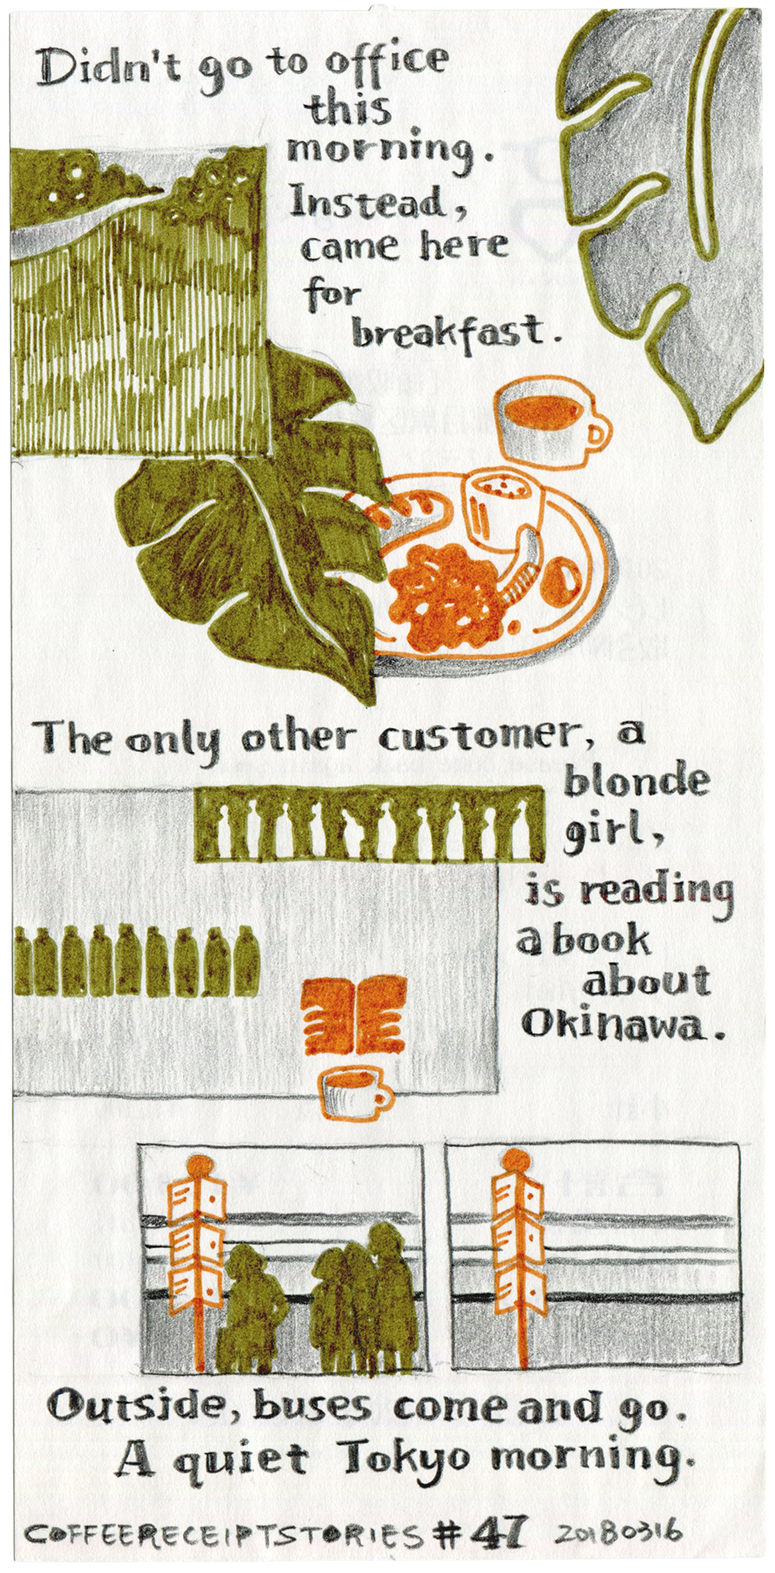 Didn't go to office
this
morning.
Instead,
came here
for
breakfast.
The only other customer, a
blonde
girl,
is reading
a book
about
Okinawa.
Outside, buses come and go.
A quiet Tokyo morning.
COFFEERECEIPTSTORIES #47 20180316